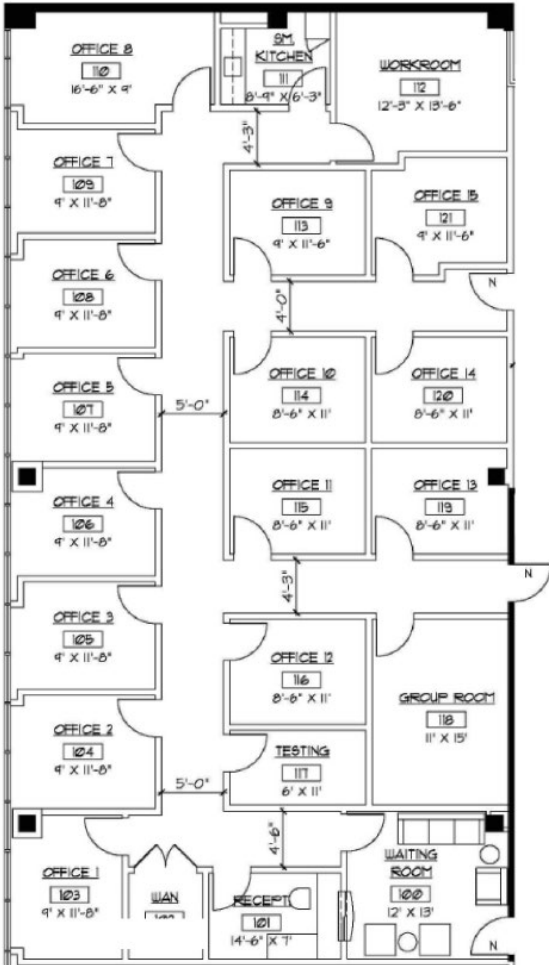 OFFICE 8
110
16'-6" X 9'
SM.
KITCHEN
111
8'-9" X 6'-3"
WORKROOM
112
12'-3" X 13'-6"
4'-3"
OFFICE 7
109
9' X 11'-8"
OFFICE 9
113
9' X 11'-6"
OFFICE 15
121
9' X 11'-6"
OFFICE 6
108
9' X 11'-8"
4'-0"
N
OFFICE 5
107
9' X 11'-8"
5'-0"
OFFICE 10
114
8'-6" X 11'
OFFICE 14
120
8'-6" X 11'
OFFICE 4
106
9' X 11'-8"
OFFICE 11
115
8'-6" X 11'
OFFICE 13
119
8'-6" X 11'
4'-3"
N
OFFICE 3
105
9' X 11'-8"
OFFICE 12
116
8'-6" X 11'
GROUP ROOM
118
11' X 15'
OFFICE 2
104
9' X 11'-8"
TESTING
117
6' X 11'
5'-0"
4'-6"
OFFICE 1
103
9' X 11'-8"
WAN
RECEPT.
101
14'-6" X 7'
WAITING
ROOM
100
12' X 13'
N